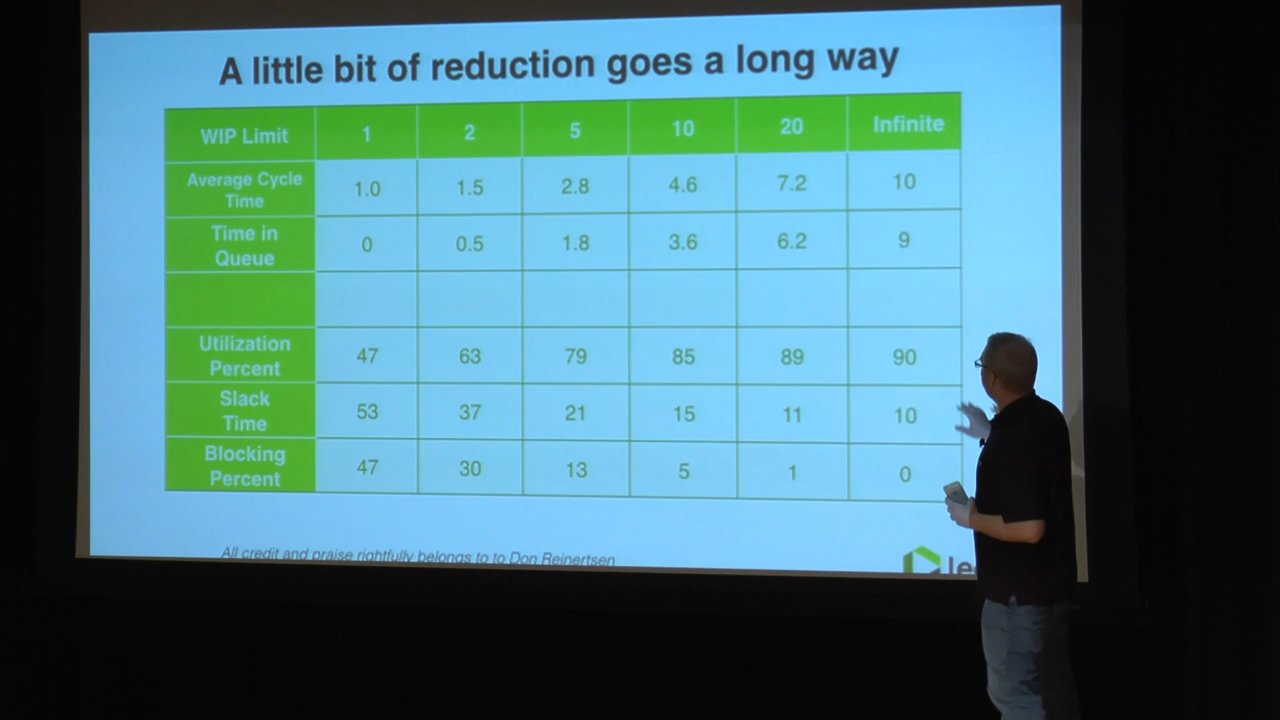 A little bit of reduction goes a long way
WIP Limit 1 2 5 10 20 Infinite
Average Cycle
Time 1.0 1.5 2.8 4.6 7.2 10
Time in
Queue 0 0.5 1.8 3.6 6.2 9
Utilization
Percent 47 63 79 85 89 90
Slack
Time 53 37 21 15 11 10
Blocking
Percent 47 30 13 5 1 0
All credit and praise rightfully belongs to to Don Reinertsen